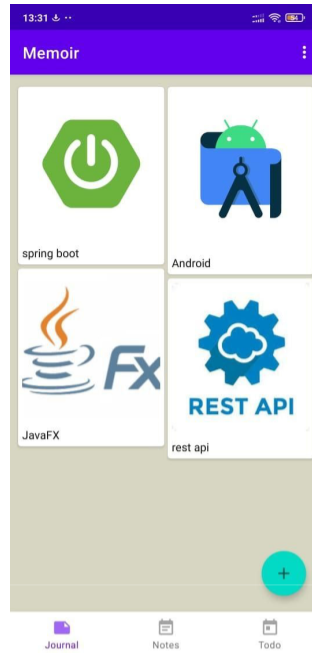 13:31
Memoir
spring boot
Android
Fx
JavaFX
REST API
rest api
Journal
Notes
Todo